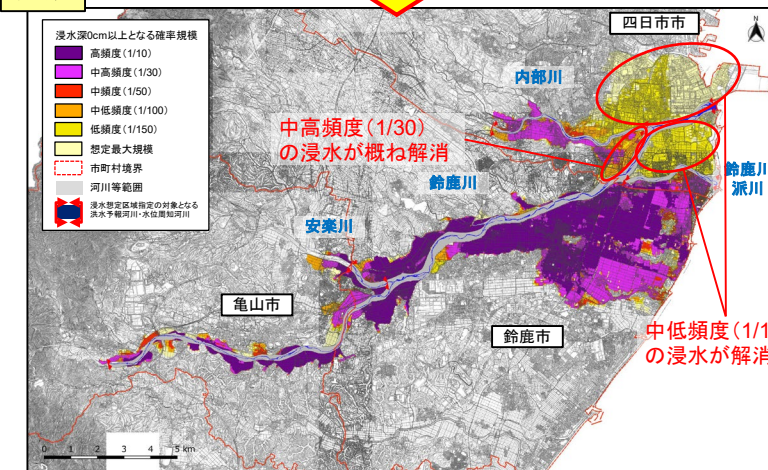 浸水深0cm以上となる確率規模
高頻度(1/10)
中高頻度(1/30)
中頻度(1/50)
中低頻度(1/100)
低頻度(1/150)
想定最大規模
市町村境界
河川等範囲
浸水想定区域指定の対象となる
洪水予報河川・水位周知河川
四日市市
N
内部川
中高頻度(1/30)
の浸水が概ね解消
鈴鹿川
鈴鹿川
派川
安楽川
亀山市
鈴鹿市
中低頻度(1/1
の浸水が解消
0 1 2 3 4 5 km